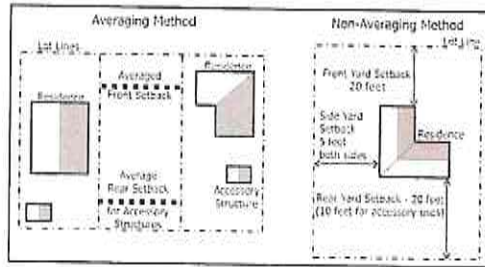 Averaging Method
Lot Lines
Residence
Averaged
Front Setback
Residence
Average
Rear Setback
for Accessory
Structures
Accessory
Structure
Non-Averaging Method
Lot Line
Front Yard Setback
20 feet
Side Yard
Setback
5 feet
both sides
Residence
Rear Yard Setback - 20 feet
(10 feet for accessory uses)